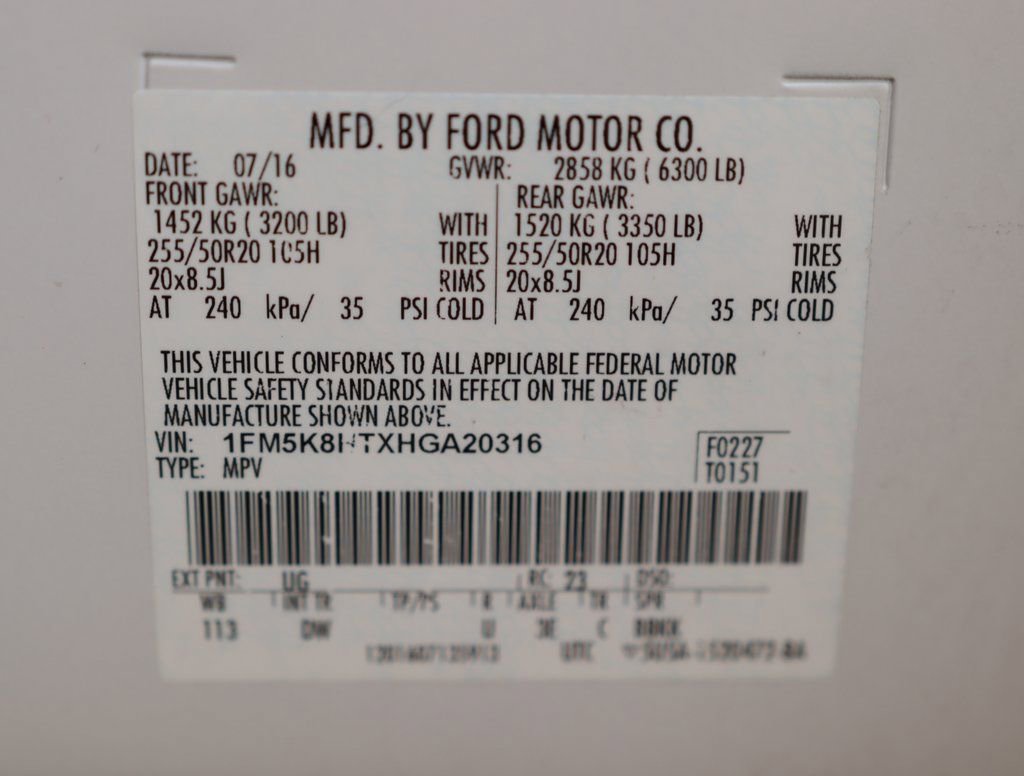 MFD. BY FORD MOTOR CO.
DATE: 07/16 GVWR: 2858 KG ( 6300 LB)
FRONT GAWR: REAR GAWR:
1452 KG ( 3200 LB) WITH 1520 KG ( 3350 LB) WITH
255/50R20 105H TIRES 255/50R20 105H TIRES
20x8.5J RIMS 20x8.5J RIMS
AT 240 kPa/ 35 PSI COLD AT 240 kPa/ 35 PSI COLD
THIS VEHICLE CONFORMS TO ALL APPLICABLE FEDERAL MOTOR
VEHICLE SAFETY STANDARDS IN EFFECT ON THE DATE OF
MANUFACTURE SHOWN ABOVE.
VIN: 1FM5K8HTXHGA20316 F0227
TYPE: MPV T0151
EXT PNT: UG RC: 23 DSO:
WB INT TR TP/PS R AXLE TR SPR
113 DW U 3E C
UTC